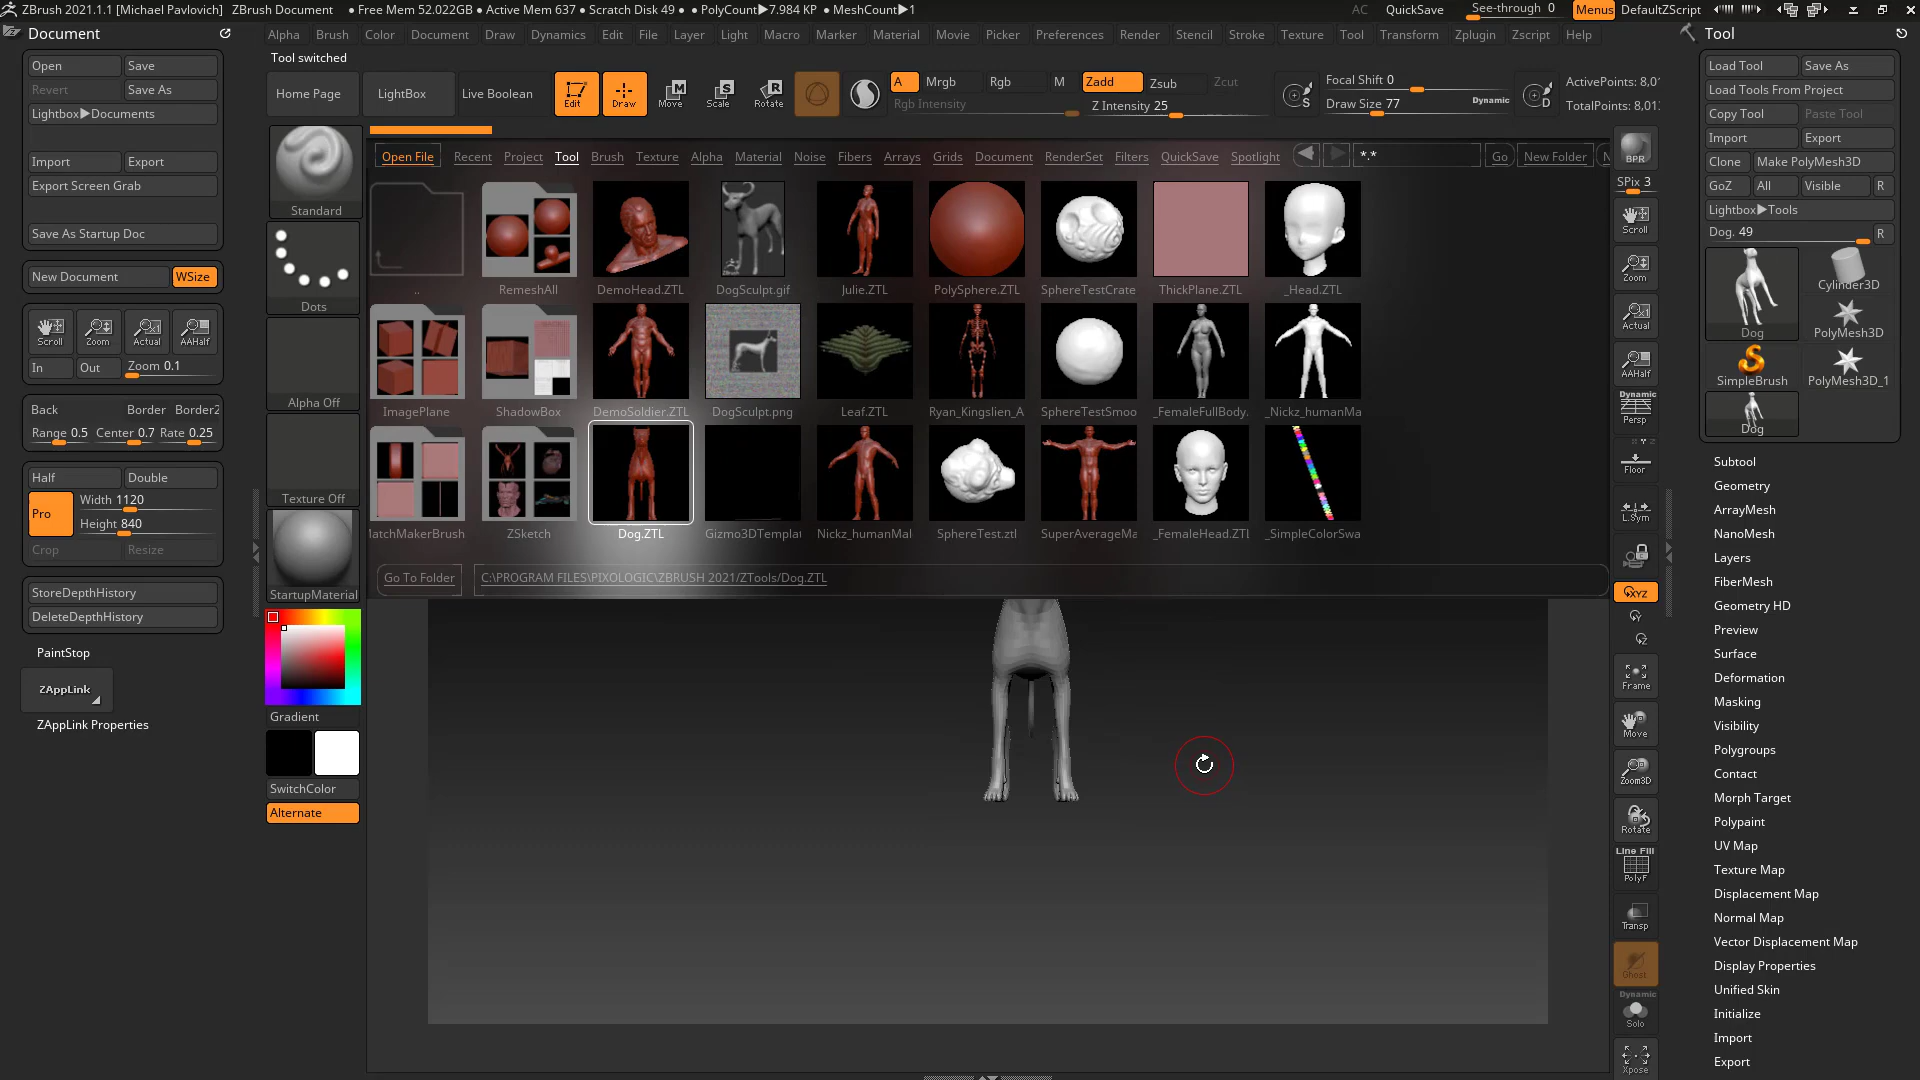 ZBrush 2021.1.1 [Michael Pavlovich] ZBrush Document ● Free Mem 52.022GB ● Active Mem 637 ● Scratch Disk 49 ● PolyCount▶7.984 KP ● MeshCount▶1 AC QuickSave See-through 0 Menus DefaultZScript
Document
Alpha Brush Color Document Draw Dynamics Edit File Layer Light Macro Marker Material Movie Picker Preferences Render Stencil Stroke Texture Tool Transform Zplugin Zscript Help
Tool
Tool switched
Open Save
Revert Save As
Lightbox▶Documents
Import Export
Export Screen Grab
Save As Startup Doc
New Document WSize
Scroll Zoom Actual AAHalf
In Out Zoom 0.1
Back Border Border2
Range 0.5 Center 0.7 Rate 0.25
Half Double
Pro Width 1120
Height 840
Crop Resize
StoreDepthHistory
DeleteDepthHistory
PaintStop
ZAppLink
ZAppLink Properties
Home Page LightBox Live Boolean Edit Draw Move Scale Rotate
A Mrgb Rgb M Zadd Zsub Zcut
Rgb Intensity Z Intensity 25
S Focal Shift 0
Draw Size 77 Dynamic
D ActivePoints: 8,01
TotalPoints: 8,01
Standard
Dots
Alpha Off
Texture Off
StartupMaterial
Gradient
SwitchColor
Alternate
Open File Recent Project Tool Brush Texture Alpha Material Noise Fibers Arrays Grids Document RenderSet Filters QuickSave Spotlight *.* Go New Folder N
.. RemeshAll DemoHead.ZTL DogSculpt.gif Julie.ZTL PolySphere.ZTL SphereTestCrate ThickPlane.ZTL _Head.ZTL
ImagePlane ShadowBox DemoSoldier.ZTL DogSculpt.png Leaf.ZTL Ryan_Kingslien_A SphereTestSmoo _FemaleFullBody. _Nickz_humanMa
MatchMakerBrush ZSketch Dog.ZTL Gizmo3DTemplat Nickz_humanMal SphereTest.ztl SuperAverageMa _FemaleHead.ZTL _SimpleColorSwa
Go To Folder C:\PROGRAM FILES\PIXOLOGIC\ZBRUSH 2021/ZTools/Dog.ZTL
BPR
SPix 3
Scroll
Zoom
Actual
AAHalf
Dynamic
Persp
Floor
L.Sym
XYZ
Y
Z
Frame
Move
Zoom3D
Rotate
Line Fill
PolyF
Transp
Ghost
Dynamic
Solo
Xpose
Load Tool Save As
Load Tools From Project
Copy Tool Paste Tool
Import Export
Clone Make PolyMesh3D
GoZ All Visible R
Lightbox▶Tools
Dog. 49 R
Dog Cylinder3D
PolyMesh3D
SimpleBrush PolyMesh3D_1
Dog
Subtool
Geometry
ArrayMesh
NanoMesh
Layers
FiberMesh
Geometry HD
Preview
Surface
Deformation
Masking
Visibility
Polygroups
Contact
Morph Target
Polypaint
UV Map
Texture Map
Displacement Map
Normal Map
Vector Displacement Map
Display Properties
Unified Skin
Initialize
Import
Export